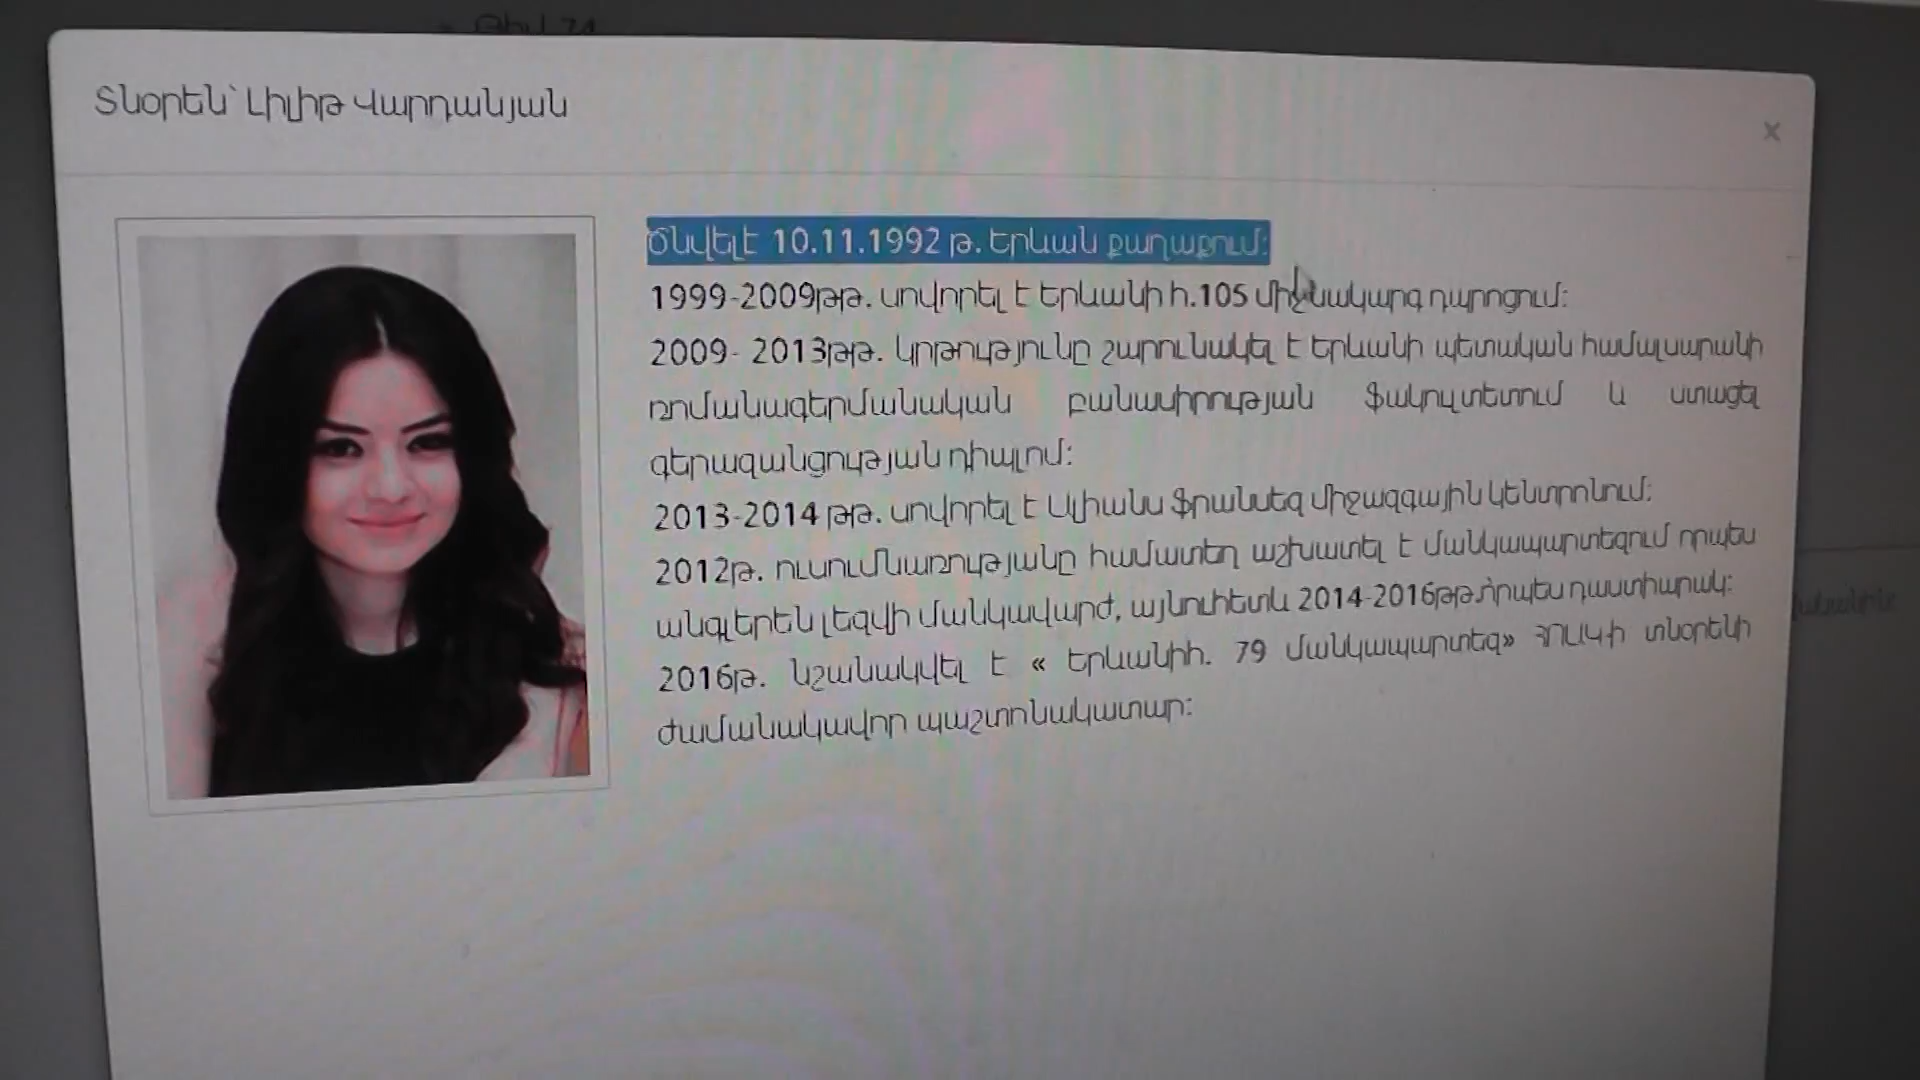 Թիվ 74
Տնօրեն՝ Լիլիթ Վարդանյան
×
Ծնվել է 10.11.1992 թ. Երևան քաղաքում:
1999-2009թթ. սովորել է Երևանի հ.105 միջնակարգ դպրոցում:
2009- 2013թթ. կրթությունը շարունակել է Երևանի պետական համալսարանի
ռոմանագերմանական բանասիրության ֆակուլտետում և ստացել
գերազանցության դիպլոմ:
2013-2014 թթ. սովորել է Ալիանս ֆրանսեզ միջազգային կենտրոնում:
2012թ. ուսումնառությանը համատեղ աշխատել է մանկապարտեզում որպես
անգլերեն լեզվի մանկավարժ, այնուհետև 2014-2016թթ.որպես դաստիարակ:
2016թ. նշանակվել է « Երևանիհ. 79 մանկապարտեզ» ՀՈԱԿ-ի տնօրենի
ժամանակավոր պաշտոնակատար: